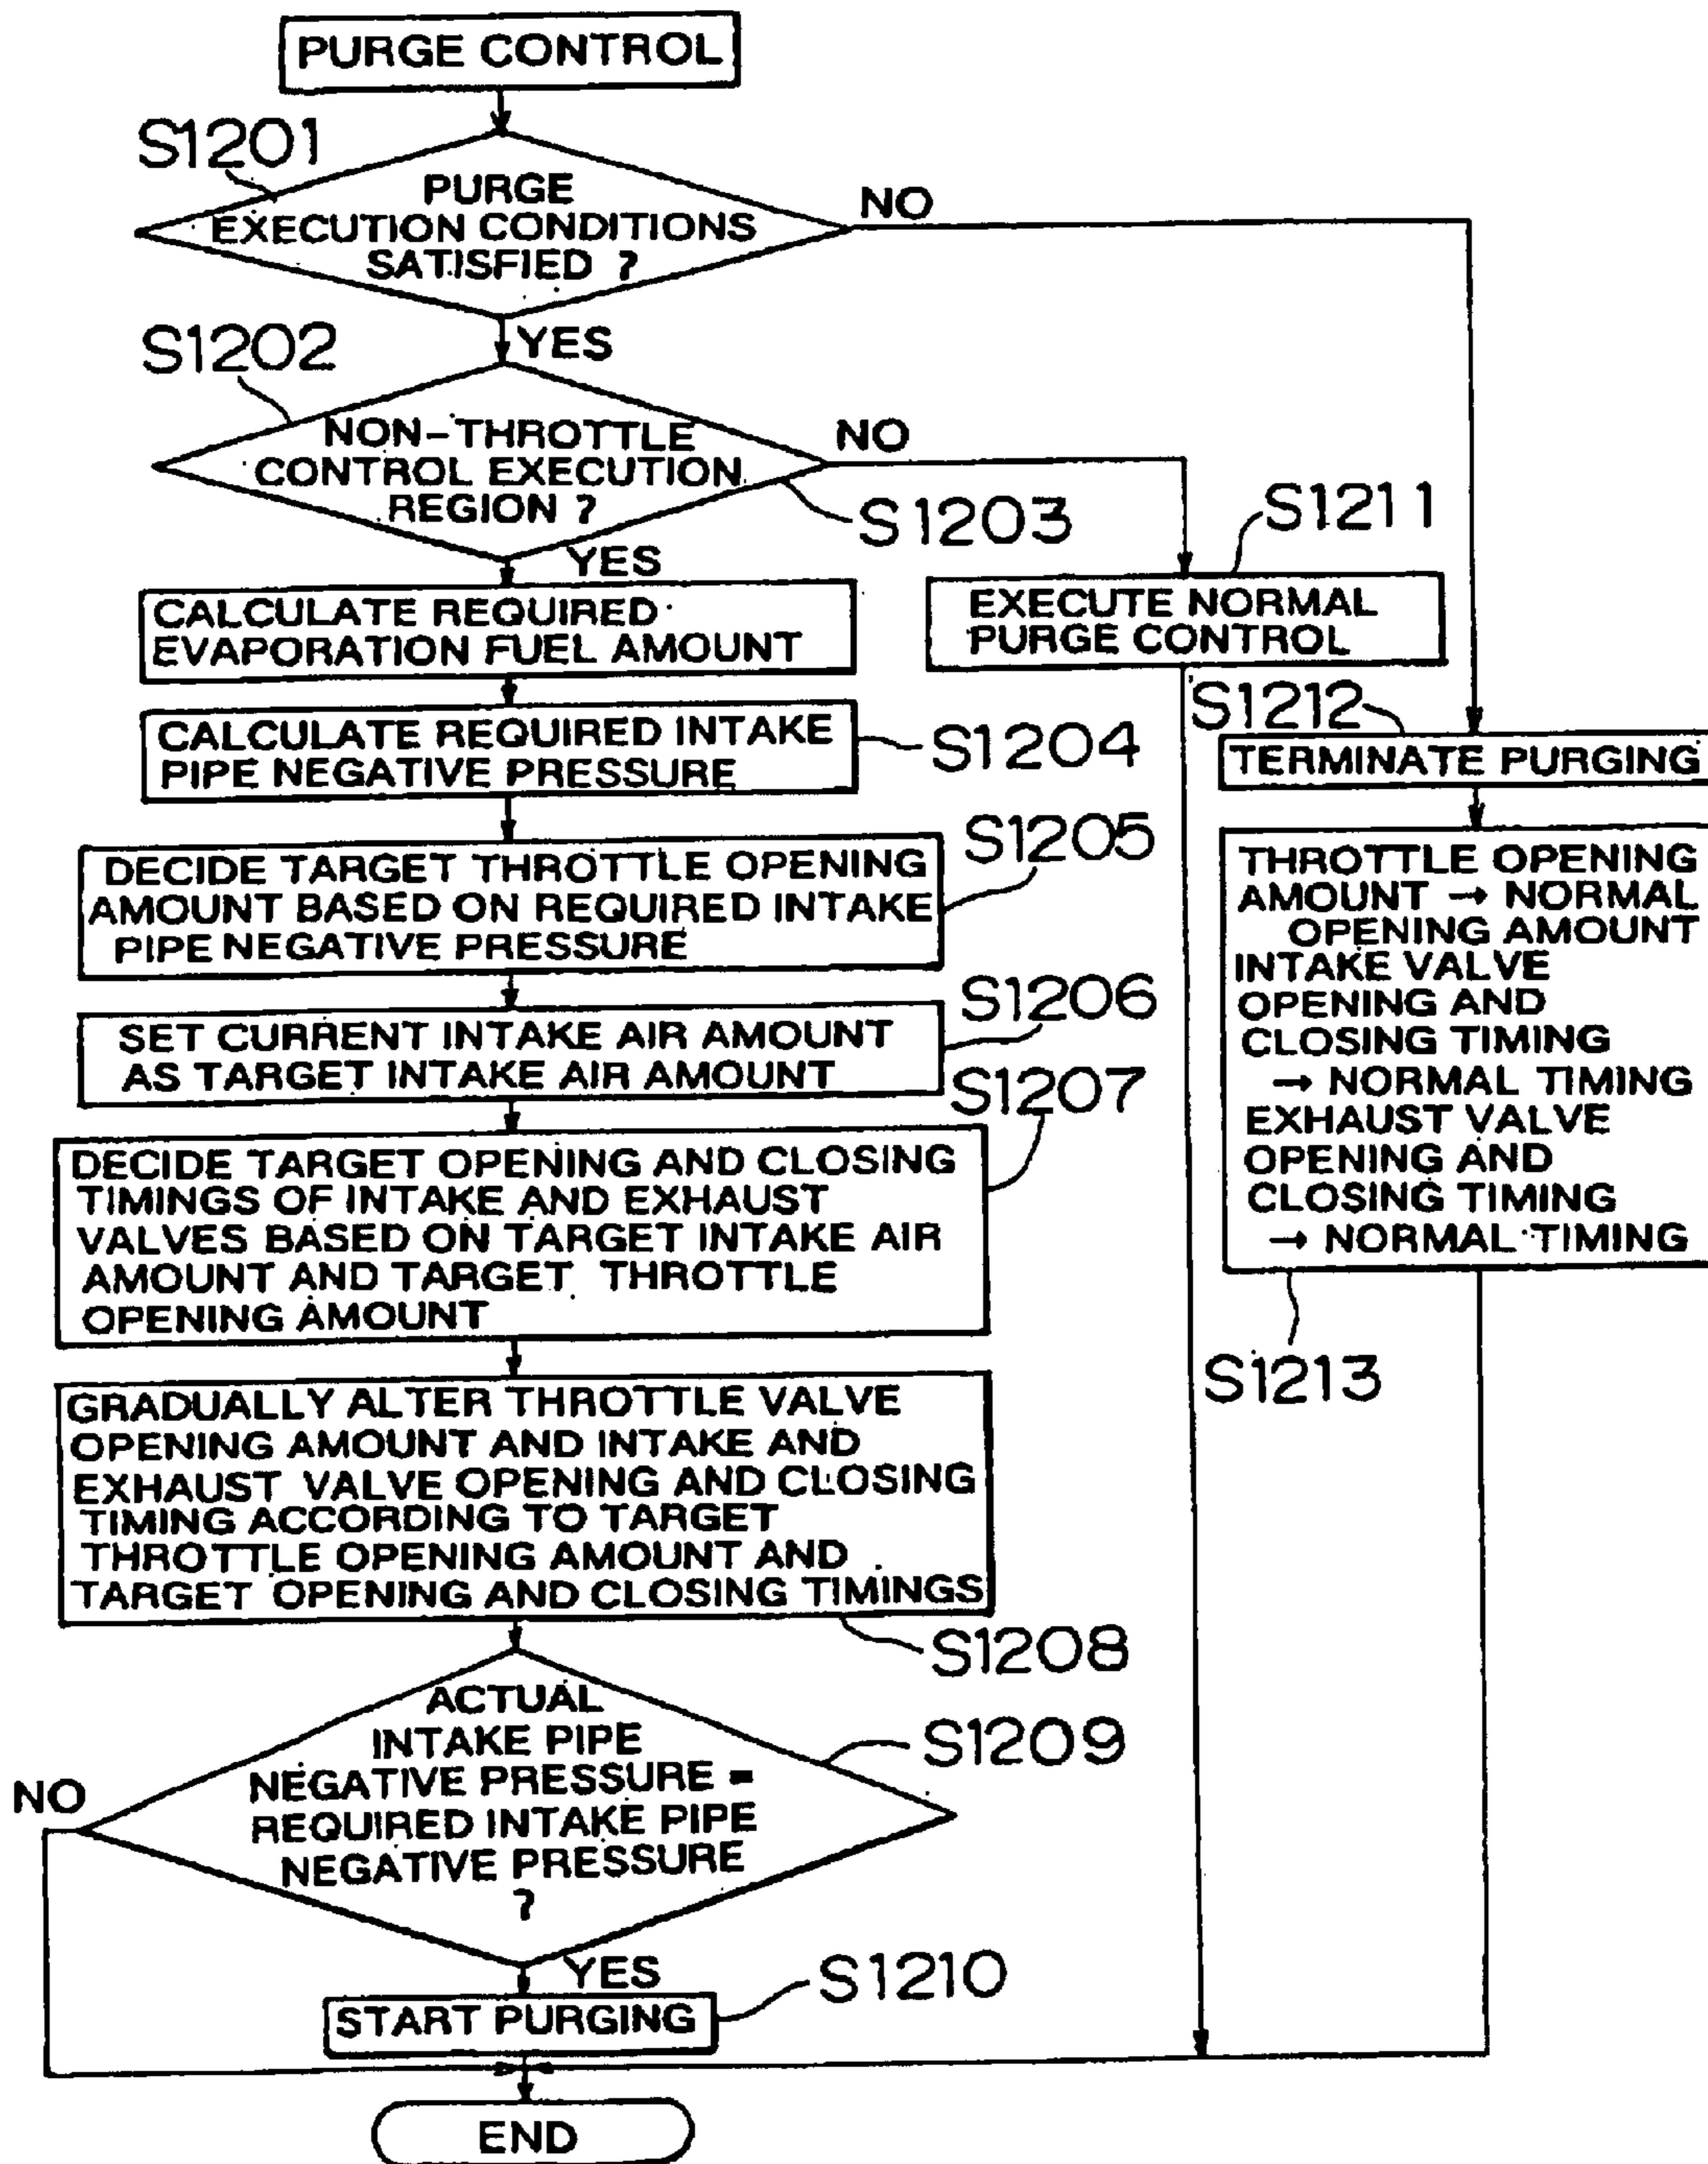 PURGE CONTROL
S1201
PURGE
EXECUTION CONDITIONS
SATISFIED ?
NO
YES
S1202
NON-THROTTLE
CONTROL EXECUTION
REGION ?
NO
S1203
YES
CALCULATE REQUIRED
EVAPORATION FUEL AMOUNT
S1211
EXECUTE NORMAL
PURGE CONTROL
CALCULATE REQUIRED INTAKE
PIPE NEGATIVE PRESSURE
S1204
S1212
TERMINATE PURGING
DECIDE TARGET THROTTLE OPENING
AMOUNT BASED ON REQUIRED INTAKE
PIPE NEGATIVE PRESSURE
S1205
SET CURRENT INTAKE AIR AMOUNT
AS TARGET INTAKE AIR AMOUNT
S1206
THROTTLE OPENING
AMOUNT → NORMAL
OPENING AMOUNT
INTAKE VALVE
OPENING AND
CLOSING TIMING
→ NORMAL TIMING
EXHAUST VALVE
OPENING AND
CLOSING TIMING
→ NORMAL TIMING
S1213
S1207
DECIDE TARGET OPENING AND CLOSING
TIMINGS OF INTAKE AND EXHAUST
VALVES BASED ON TARGET INTAKE AIR
AMOUNT AND TARGET THROTTLE
OPENING AMOUNT
GRADUALLY ALTER THROTTLE VALVE
OPENING AMOUNT AND INTAKE AND
EXHAUST VALVE OPENING AND CLOSING
TIMING ACCORDING TO TARGET
THROTTLE OPENING AMOUNT AND
TARGET OPENING AND CLOSING TIMINGS
S1208
ACTUAL
INTAKE PIPE
NEGATIVE PRESSURE =
REQUIRED INTAKE PIPE
NEGATIVE PRESSURE
?
S1209
NO
YES
START PURGING
S1210
END